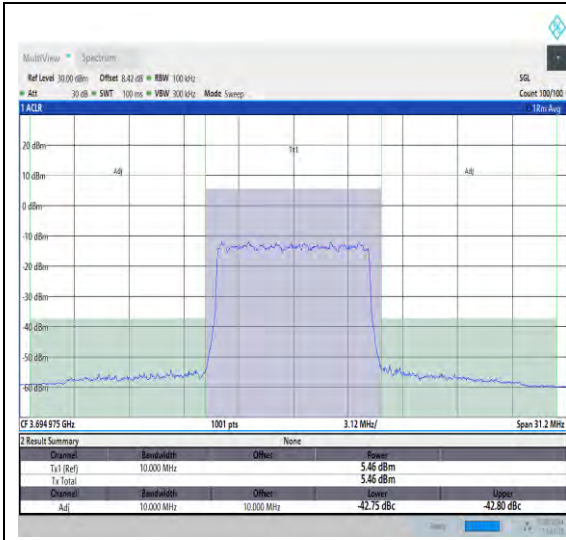 MultiView Spectrum
Ref Level 30.00 dBm Offset 8.42 dB RBW 100 kHz SGL
Att 30 dB SWT 100 ms VBW 300 kHz Mode Sweep Count 100/100
1 ACLR 1Rm Avg
20 dBm
Tx1
Adj Adj
10 dBm
0 dBm
-10 dBm
-20 dBm
-30 dBm
-40 dBm
-50 dBm
-60 dBm
CF 3.694 975 GHz 1001 pts 3.12 MHz/ Span 31.2 MHz
2 Result Summary None
Channel Bandwidth Offset Power
Tx1 (Ref) 10.000 MHz 5.46 dBm
Tx Total 5.46 dBm
Channel Bandwidth Offset Lower Upper
Adj 10.000 MHz 10.000 MHz -42.75 dBc -42.80 dBc